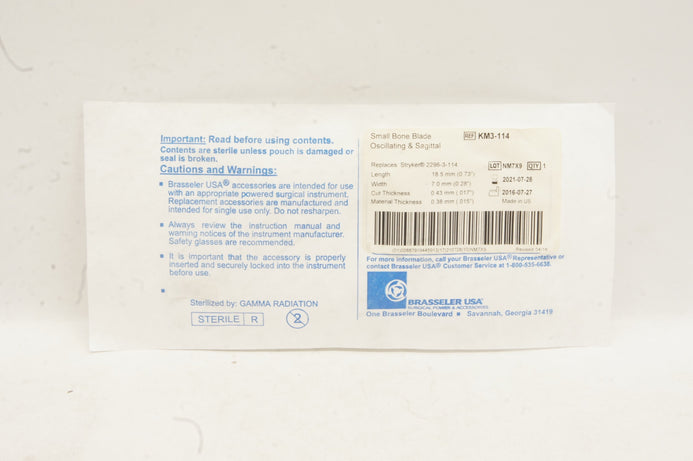 Important: Read before using contents.
Contents are sterile unless pouch is damaged or
seal is broken.
Cautions and Warnings:
■ Brasseler USA® accessories are intended for use
with an appropriate powered surgical instrument.
Replacement accessories are manufactured and
intended for single use only. Do not resharpen.
■ Always review the instruction manual and
warning notices of the instrument manufacturer.
Safety glasses are recommended.
■ It is important that the accessory is properly
inserted and securely locked into the instrument
before use.
■
Sterilized by: GAMMA RADIATION
STERILE R
2
Small Bone Blade REF KM3-114
Oscillating & Sagittal
Replaces Stryker® 2296-3-114 LOT NM7X9 QTY 1
Length 18.5 mm (0.73") 2021-07-26
Width 7.0 mm (0.28")
Cut Thickness 0.43 mm (.017") 2016-07-27
Material Thickness 0.38 mm (.015") Made in US
For more information, call your Brasseler USA® Representative or
contact Brasseler USA® Customer Service at 1-800-535-6638.
BRASSELER USA®
SURGICAL POWER & ACCESSORIES
One Brasseler Boulevard ■ Savannah, Georgia 31419